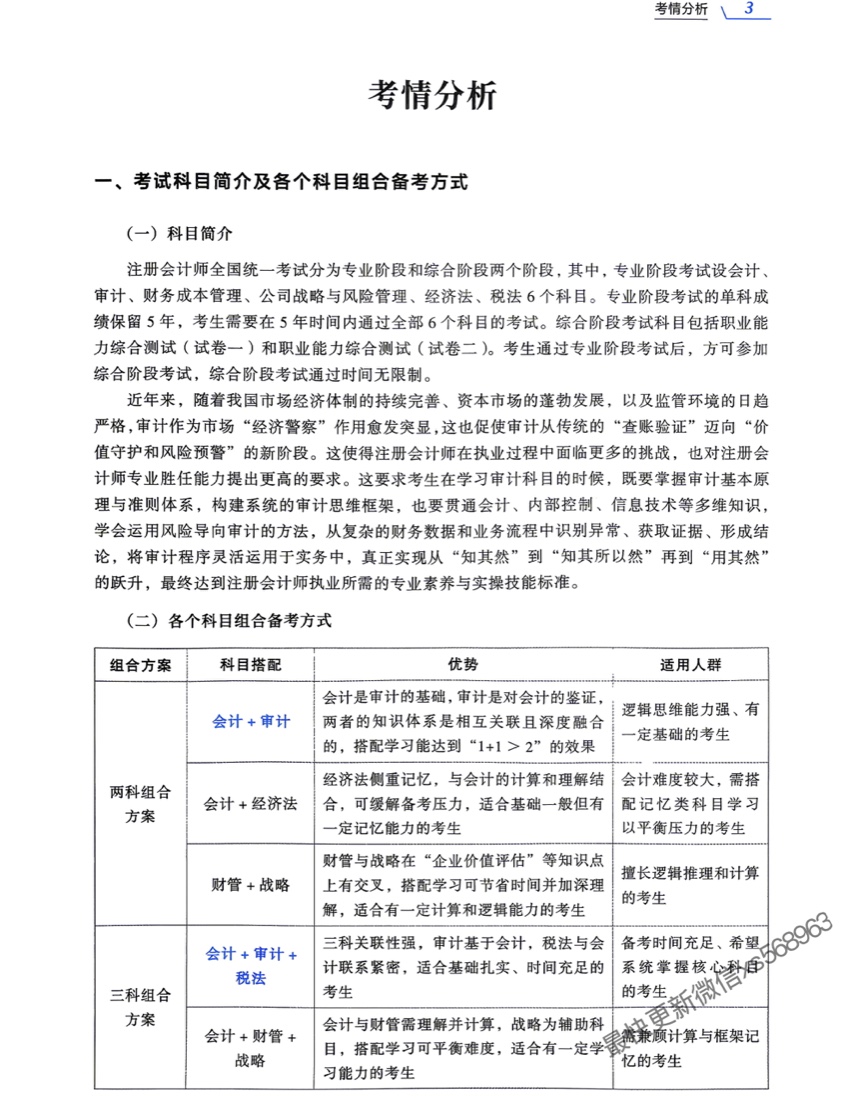 考情分析 3
考情分析
一、考试科目简介及各个科目组合备考方式
（一）科目简介
注册会计师全国统一考试分为专业阶段和综合阶段两个阶段，其中，专业阶段考试设会计、
审计、财务成本管理、公司战略与风险管理、经济法、税法 6 个科目。专业阶段考试的单科成
绩保留 5 年，考生需要在 5 年时间内通过全部 6 个科目的考试。综合阶段考试科目包括职业能
力综合测试（试卷一）和职业能力综合测试（试卷二）。考生通过专业阶段考试后，方可参加
综合阶段考试，综合阶段考试通过时间无限制。
近年来，随着我国市场经济体制的持续完善、资本市场的蓬勃发展，以及监管环境的日趋
严格，审计作为市场“经济警察”作用愈发突显，这也促使审计从传统的“查账验证”迈向“价
值守护和风险预警”的新阶段。这使得注册会计师在执业过程中面临更多的挑战，也对注册会
计师专业胜任能力提出更高的要求。这要求考生在学习审计科目的时候，既要掌握审计基本原
理与准则体系，构建系统的审计思维框架，也要贯通会计、内部控制、信息技术等多维知识，
学会运用风险导向审计的方法，从复杂的财务数据和业务流程中识别异常、获取证据、形成结
论，将审计程序灵活运用于实务中，真正实现从“知其然”到“知其所以然”再到“用其然”
的跃升，最终达到注册会计师执业所需的专业素养与实操技能标准。
（二）各个科目组合备考方式
组合方案 科目搭配 优势 适用人群
两科组合
方案
会计 + 审计
会计是审计的基础，审计是对会计的鉴证，
两者的知识体系是相互关联且深度融合
的，搭配学习能达到“1+1 > 2”的效果
逻辑思维能力强、有
一定基础的考生
会计 + 经济法
经济法侧重记忆，与会计的计算和理解结
合，可缓解备考压力，适合基础一般但有
一定记忆能力的考生
会计难度较大，需搭
配记忆类科目学习
以平衡压力的考生
财管 + 战略
财管与战略在“企业价值评估”等知识点
上有交叉，搭配学习可节省时间并加深理
解，适合有一定计算和逻辑能力的考生
擅长逻辑推理和计算
的考生
三科组合
方案
会计 + 审计 +
税法
三科关联性强，审计基于会计，税法与会
计联系紧密，适合基础扎实、时间充足的
考生
备考时间充足、希望
系统掌握核心科目
的考生
会计 + 财管 +
战略
会计与财管需理解并计算，战略为辅助科
目，搭配学习可平衡难度，适合有一定学
习能力的考生
需兼顾计算与框架记
忆的考生
最快更新微信xs568963